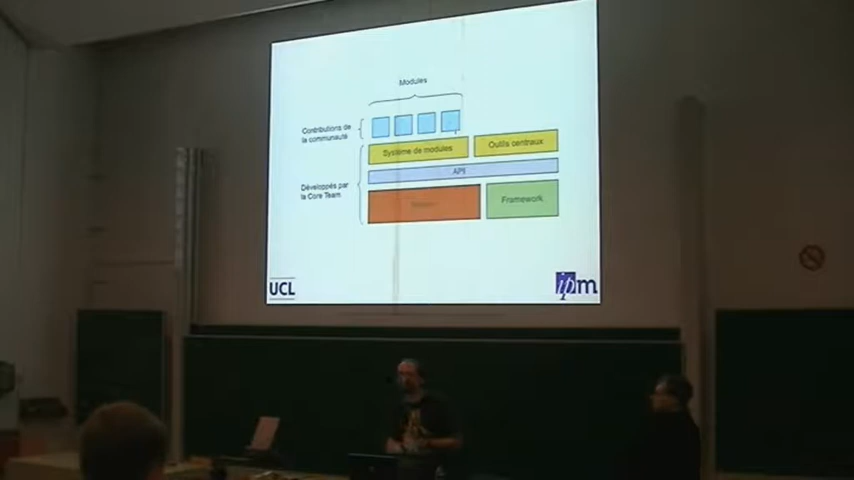 Modules
Contributions de
la communauté
Système de modules
Outils centraux
API
Développés par
la Core Team
Framework
UCL
ipm